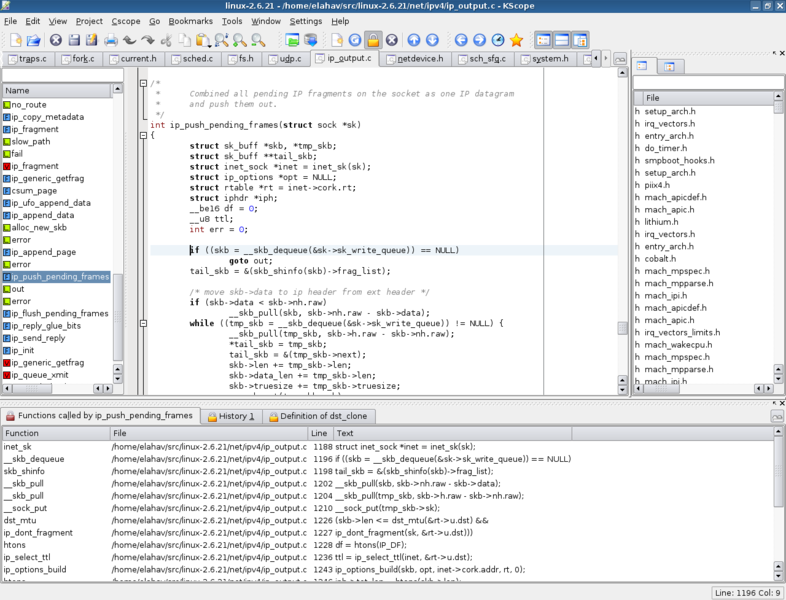 linux-2.6.21 - /home/elahav/src/linux-2.6.21/net/ipv4/ip_output.c - KScope
File Edit View Project Cscope Go Bookmarks Tools Window Settings Help
traps.c fork.c current.h sched.c fs.h udp.c ip_output.c netdevice.h sch_sfg.c system.h
Name
no_route
ip_copy_metadata
ip_fragment
slow_path
fail
ip_fragment
ip_generic_getfrag
csum_page
ip_ufo_append_data
ip_append_data
alloc_new_skb
error
ip_append_page
error
ip_push_pending_frames
out
error
ip_flush_pending_frames
ip_reply_glue_bits
ip_send_reply
ip_init
ip_generic_getfrag
ip_queue_xmit
/*
* Combined all pending IP fragments on the socket as one IP datagram
* and push them out.
*/
int ip_push_pending_frames(struct sock *sk)
{
struct sk_buff *skb, *tmp_skb;
struct sk_buff **tail_skb;
struct inet_sock *inet = inet_sk(sk);
struct ip_options *opt = NULL;
struct rtable *rt = inet->cork.rt;
struct iphdr *iph;
__be16 df = 0;
__u8 ttl;
int err = 0;
if ((skb = __skb_dequeue(&sk->sk_write_queue)) == NULL)
goto out;
tail_skb = &(skb_shinfo(skb)->frag_list);
/* move skb->data to ip header from ext header */
if (skb->data < skb->nh.raw)
__skb_pull(skb, skb->nh.raw - skb->data);
while ((tmp_skb = __skb_dequeue(&sk->sk_write_queue)) != NULL) {
__skb_pull(tmp_skb, skb->h.raw - skb->nh.raw);
*tail_skb = tmp_skb;
tail_skb = &(tmp_skb->next);
skb->len += tmp_skb->len;
skb->data_len += tmp_skb->len;
skb->truesize += tmp_skb->truesize;
File
h setup_arch.h
h irq_vectors.h
h entry_arch.h
h do_timer.h
h smpboot_hooks.h
h setup_arch.h
h piix4.h
h mach_apicdef.h
h mach_apic.h
h lithium.h
h irq_vectors.h
h entry_arch.h
h cobalt.h
h mach_mpspec.h
h mach_mpparse.h
h mach_ipi.h
h mach_apicdef.h
h mach_apic.h
h irq_vectors_limits.h
h mach_wakecpu.h
h mach_mpspec.h
h mach_mpparse.h
h mach_ipi.h
Functions called by ip_push_pending_frames History 1 Definition of dst_clone
Function File Line Text
inet_sk /home/elahav/src/linux-2.6.21/net/ipv4/ip_output.c 1188 struct inet_sock *inet = inet_sk(sk);
__skb_dequeue /home/elahav/src/linux-2.6.21/net/ipv4/ip_output.c 1196 if ((skb = __skb_dequeue(&sk->sk_write_queue)) == NULL)
skb_shinfo /home/elahav/src/linux-2.6.21/net/ipv4/ip_output.c 1198 tail_skb = &(skb_shinfo(skb)->frag_list);
__skb_pull /home/elahav/src/linux-2.6.21/net/ipv4/ip_output.c 1202 __skb_pull(skb, skb->nh.raw - skb->data);
__skb_pull /home/elahav/src/linux-2.6.21/net/ipv4/ip_output.c 1204 __skb_pull(tmp_skb, skb->h.raw - skb->nh.raw);
__sock_put /home/elahav/src/linux-2.6.21/net/ipv4/ip_output.c 1210 __sock_put(tmp_skb->sk);
dst_mtu /home/elahav/src/linux-2.6.21/net/ipv4/ip_output.c 1226 (skb->len <= dst_mtu(&rt->u.dst) &&
ip_dont_fragment /home/elahav/src/linux-2.6.21/net/ipv4/ip_output.c 1227 ip_dont_fragment(sk, &rt->u.dst)))
htons /home/elahav/src/linux-2.6.21/net/ipv4/ip_output.c 1228 df = htons(IP_DF);
ip_select_ttl /home/elahav/src/linux-2.6.21/net/ipv4/ip_output.c 1236 ttl = ip_select_ttl(inet, &rt->u.dst);
ip_options_build /home/elahav/src/linux-2.6.21/net/ipv4/ip_output.c 1243 ip_options_build(skb, opt, inet->cork.addr, rt, 0);
Line: 1196 Col: 9